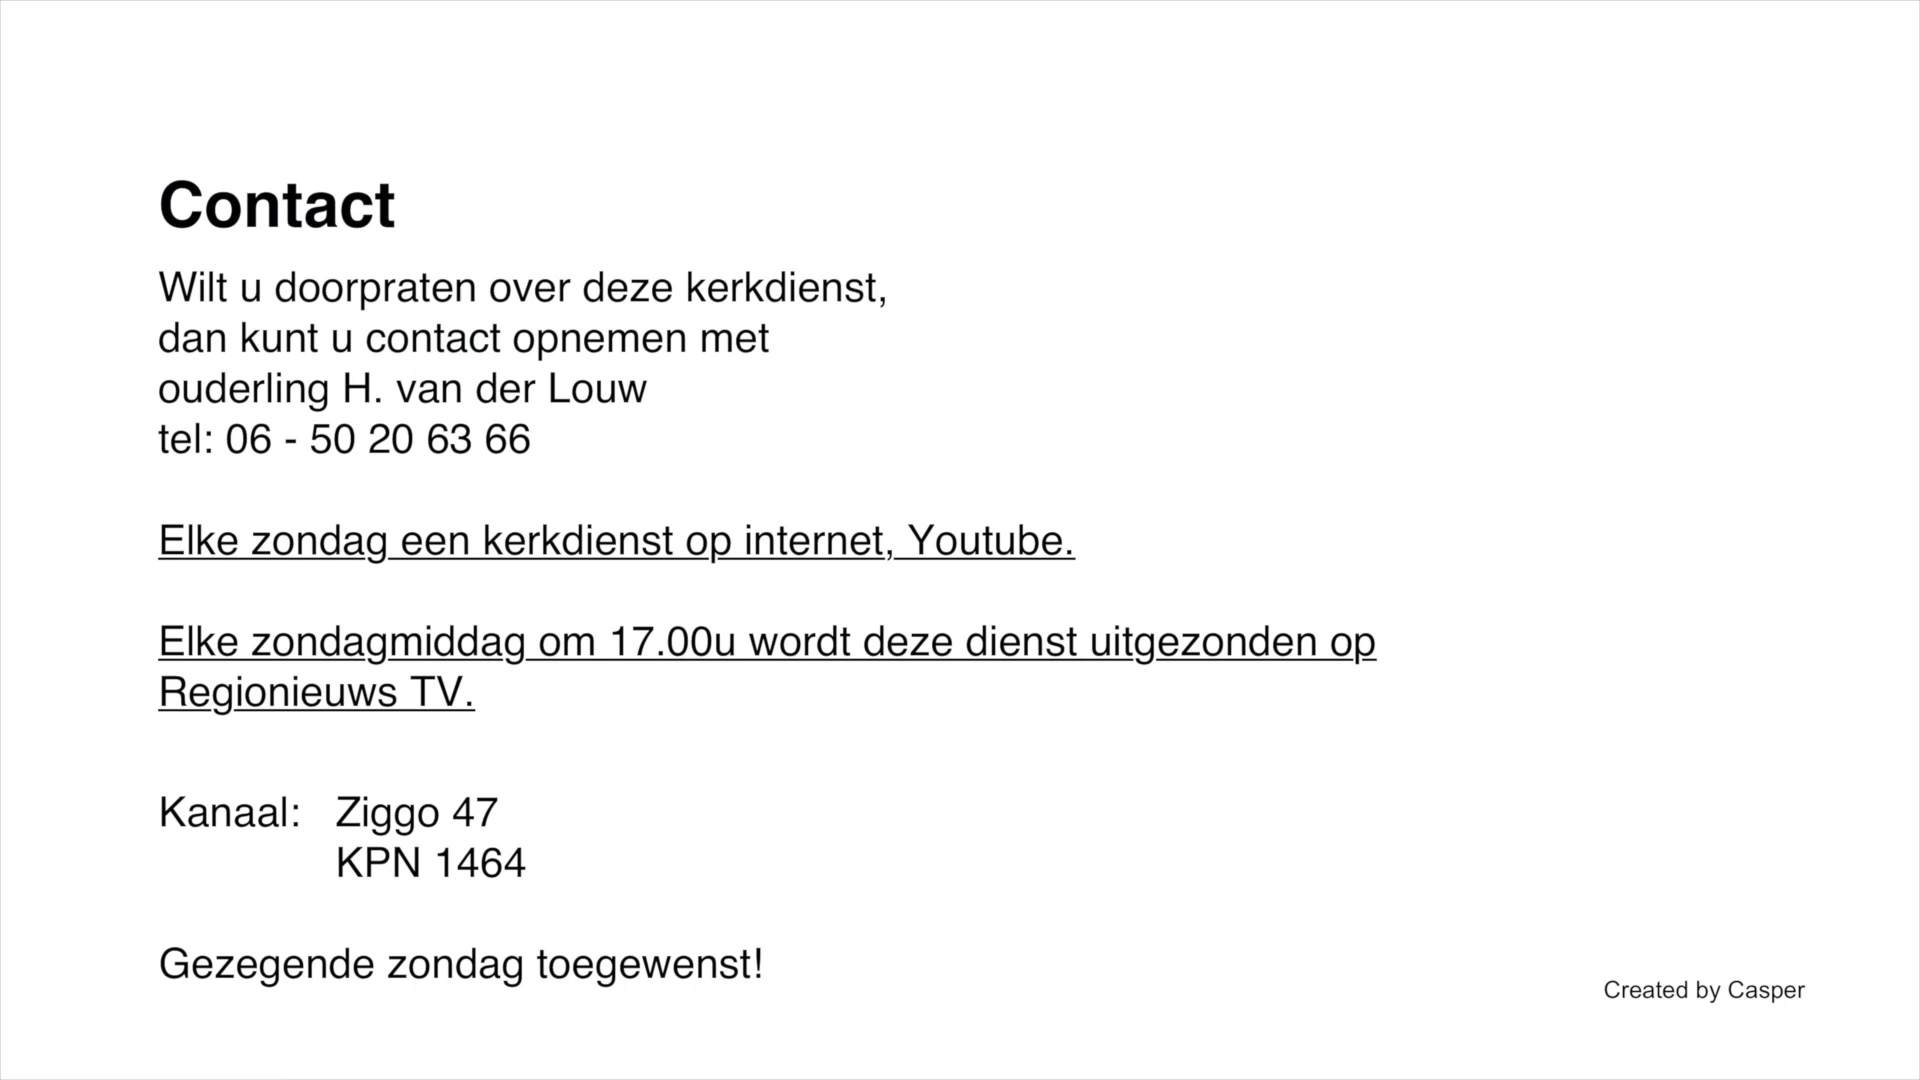 Contact
Wilt u doorpraten over deze kerkdienst,
dan kunt u contact opnemen met
ouderling H. van der Louw
tel: 06 - 50 20 63 66
Elke zondag een kerkdienst op internet, Youtube.
Elke zondagmiddag om 17.00u wordt deze dienst uitgezonden op
Regionieuws TV.
Kanaal: Ziggo 47
KPN 1464
Gezegende zondag toegewenst!
Created by Casper